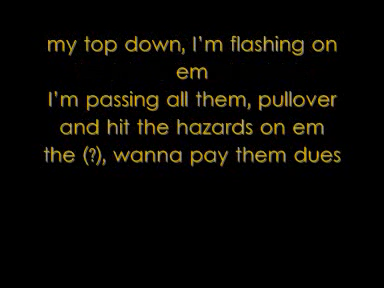 my top down, I'm flashing on
em
I'm passing all them, pullover
and hit the hazards on em
the (?), wanna pay them dues